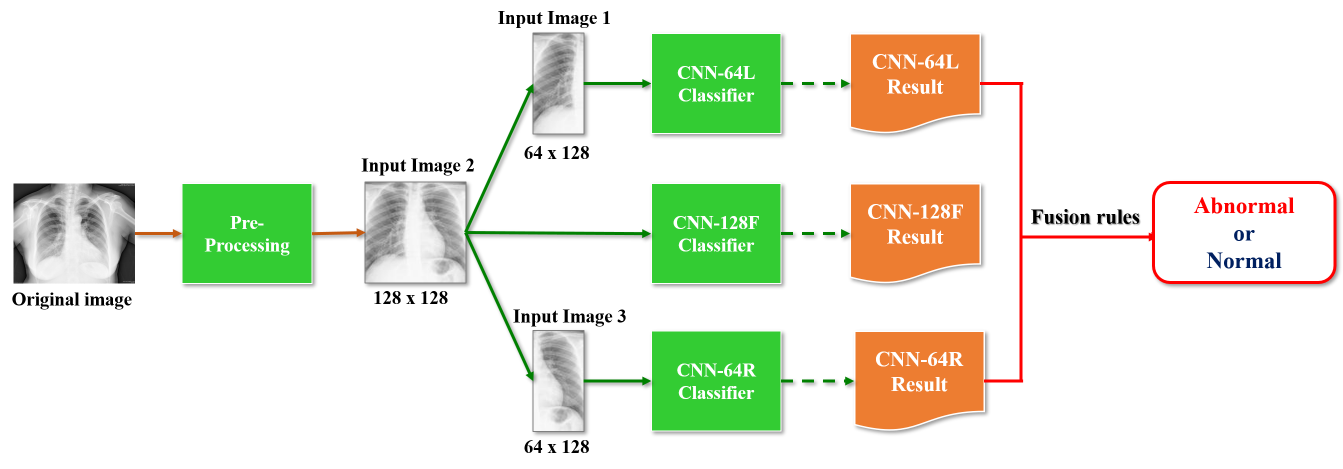 Input Image 1
64 x 128
CNN-64L
Classifier
CNN-64L
Result
Original image
Pre-
Processing
Input Image 2
128 x 128
CNN-128F
Classifier
CNN-128F
Result
Fusion rules
Abnormal
or
Normal
Input Image 3
64 x 128
CNN-64R
Classifier
CNN-64R
Result